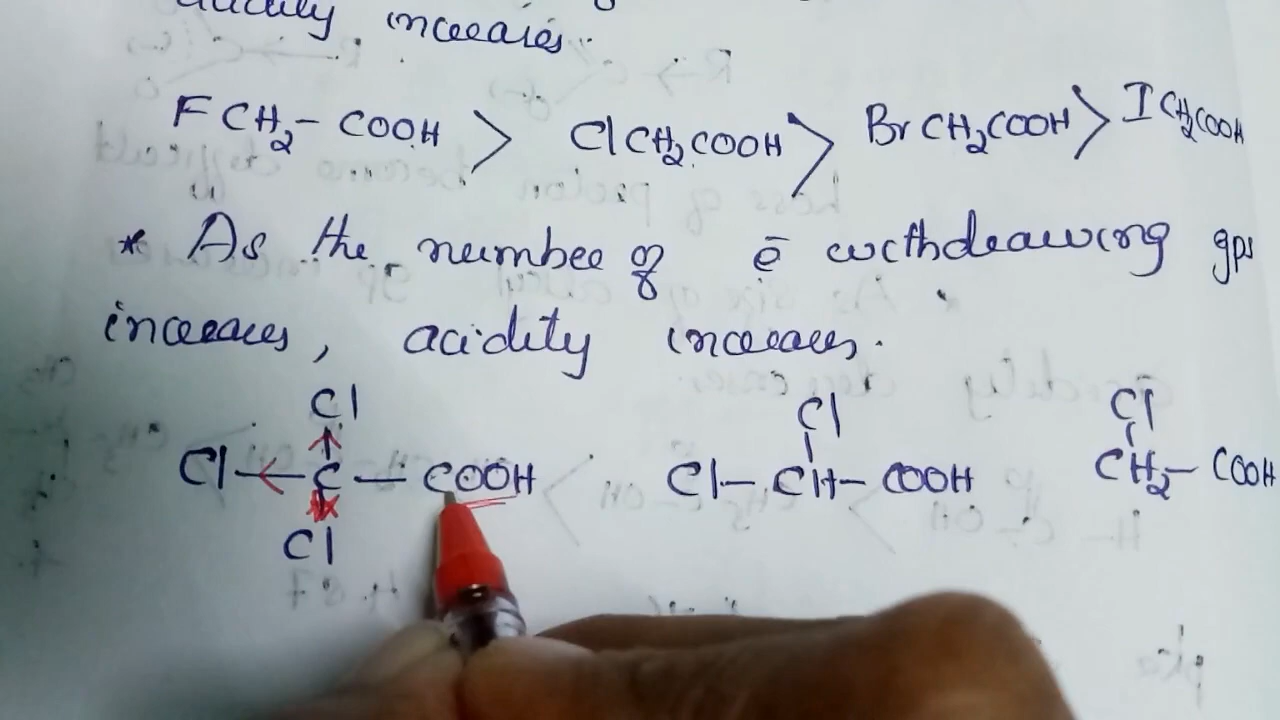 acidity increases.
FCH₂- COOH > ClCH₂COOH > BrCH₂COOH > ICH₂COOH
* As the number of ē withdrawing gps
increases, acidity increases.
Cl Cl Cl
Cl - C - COOH Cl - CH - COOH CH₂ - COOH
Cl